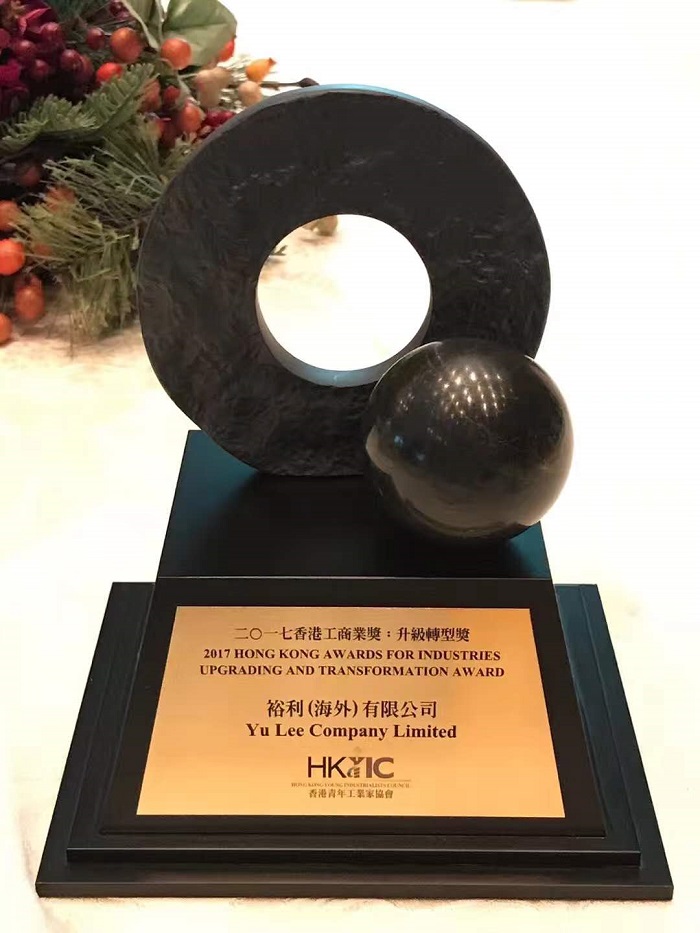 二〇一七香港工商業獎：升級轉型獎
2017 HONG KONG AWARDS FOR INDUSTRIES
UPGRADING AND TRANSFORMATION AWARD
裕利(海外)有限公司
Yu Lee Company Limited
HKYIC
HONG KONG YOUNG INDUSTRIALISTS COUNCIL
香港青年工業家協會